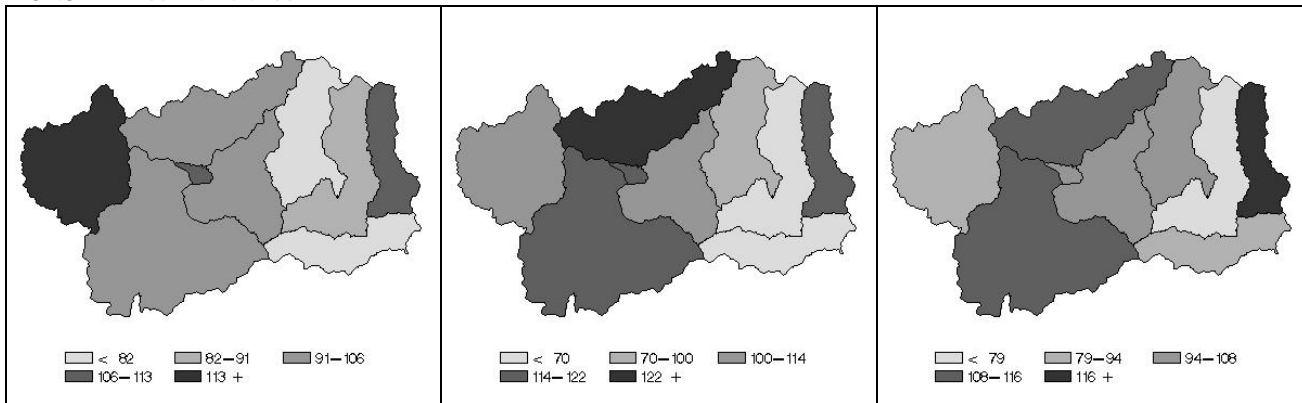 < 82 82–91 91–106
106–113 113 +
< 70 70–100 100–114
114–122 122 +
< 79 79–94 94–108
108–116 116 +